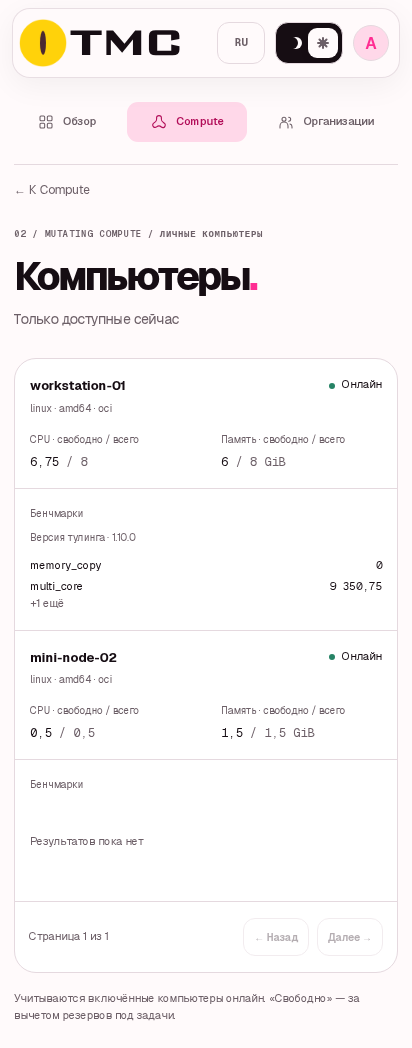 TMC
RU
A
Обзор
Compute
Организации
← К Compute
02 / MUTATING COMPUTE / ЛИЧНЫЕ КОМПЬЮТЕРЫ
Компьютеры.
Только доступные сейчас
workstation-01
Онлайн
linux · amd64 · oci
CPU · свободно / всего
Память · свободно / всего
6,75 / 8
6 / 8 GiB
Бенчмарки
Версия тулинга · 1.10.0
memory_copy
0
multi_core
9 350,75
+1 ещё
mini-node-02
Онлайн
linux · amd64 · oci
CPU · свободно / всего
Память · свободно / всего
0,5 / 0,5
1,5 / 1,5 GiB
Бенчмарки
Результатов пока нет
Страница 1 из 1
← Назад
Далее →
Учитываются включённые компьютеры онлайн. «Свободно» — за
вычетом резервов под задачи.